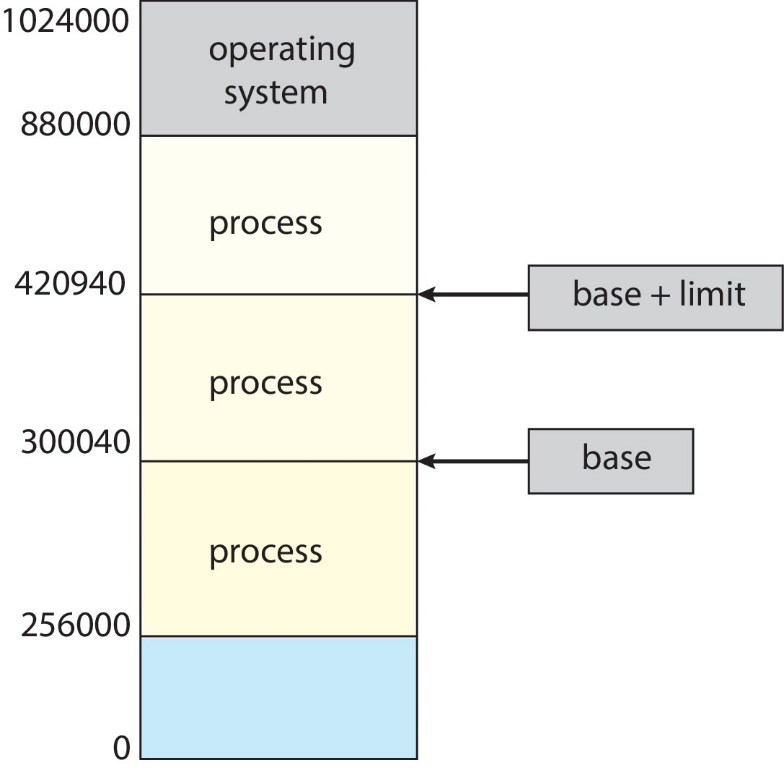 1024000
operating
system
880000
process
420940
base + limit
process
300040
base
process
256000
0